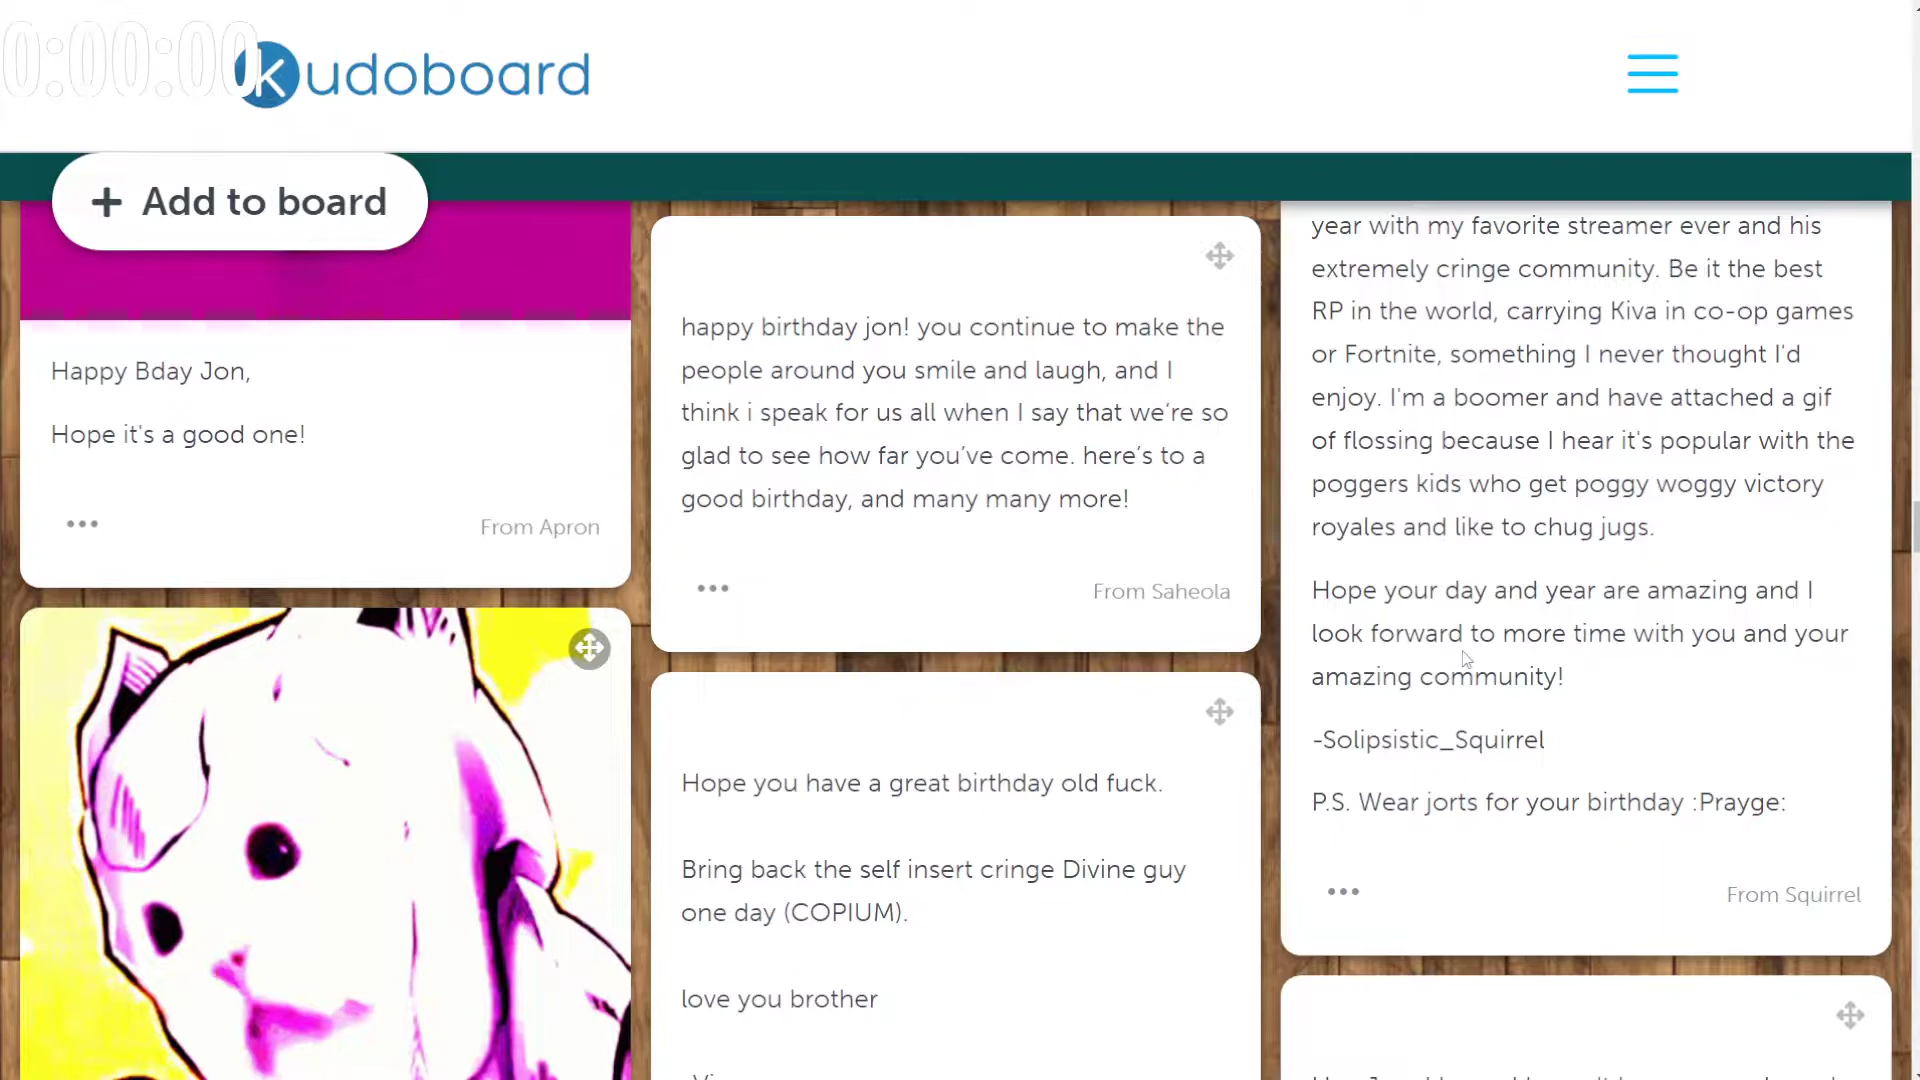 0:00:00
kudoboard
+ Add to board
Happy Bday Jon,
Hope it's a good one!
••• From Apron
happy birthday jon! you continue to make the
people around you smile and laugh, and I
think i speak for us all when I say that we’re so
glad to see how far you’ve come. here’s to a
good birthday, and many many more!
••• From Saheola
Hope you have a great birthday old fuck.
Bring back the self insert cringe Divine guy
one day (COPIUM).
love you brother
year with my favorite streamer ever and his
extremely cringe community. Be it the best
RP in the world, carrying Kiva in co-op games
or Fortnite, something I never thought I'd
enjoy. I'm a boomer and have attached a gif
of flossing because I hear it's popular with the
poggers kids who get poggy woggy victory
royales and like to chug jugs.
Hope your day and year are amazing and I
look forward to more time with you and your
amazing community!
-Solipsistic_Squirrel
P.S. Wear jorts for your birthday :Prayge:
••• From Squirrel